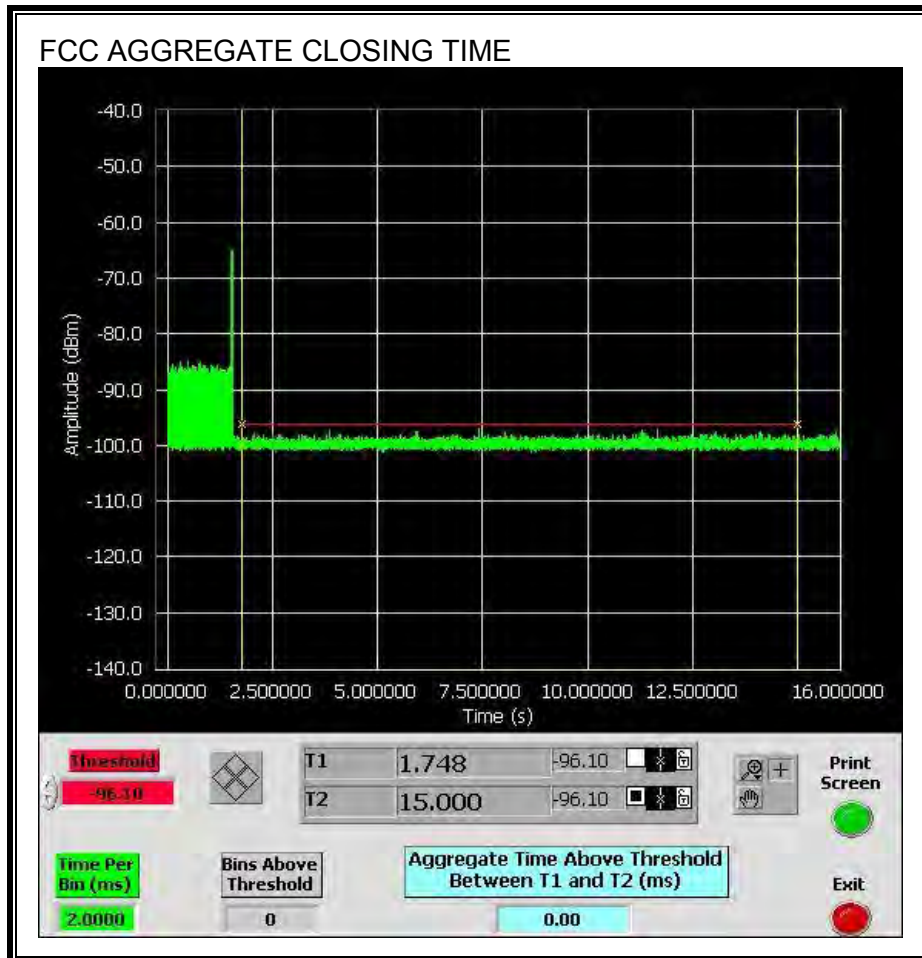 FCC AGGREGATE CLOSING TIME
-40.0
-50.0
-60.0
-70.0
-80.0
-90.0
-100.0
-110.0
-120.0
-130.0
-140.0
Amplitude (dBm)
0.000000 2.500000 5.000000 7.500000 10.000000 12.500000 16.000000
Time (s)
Threshold
-96.10
T1 1.748 -96.10
T2 15.000 -96.10
Print Screen
Time Per Bin (ms)
2.0000
Bins Above Threshold
0
Aggregate Time Above Threshold
Between T1 and T2 (ms)
0.00
Exit